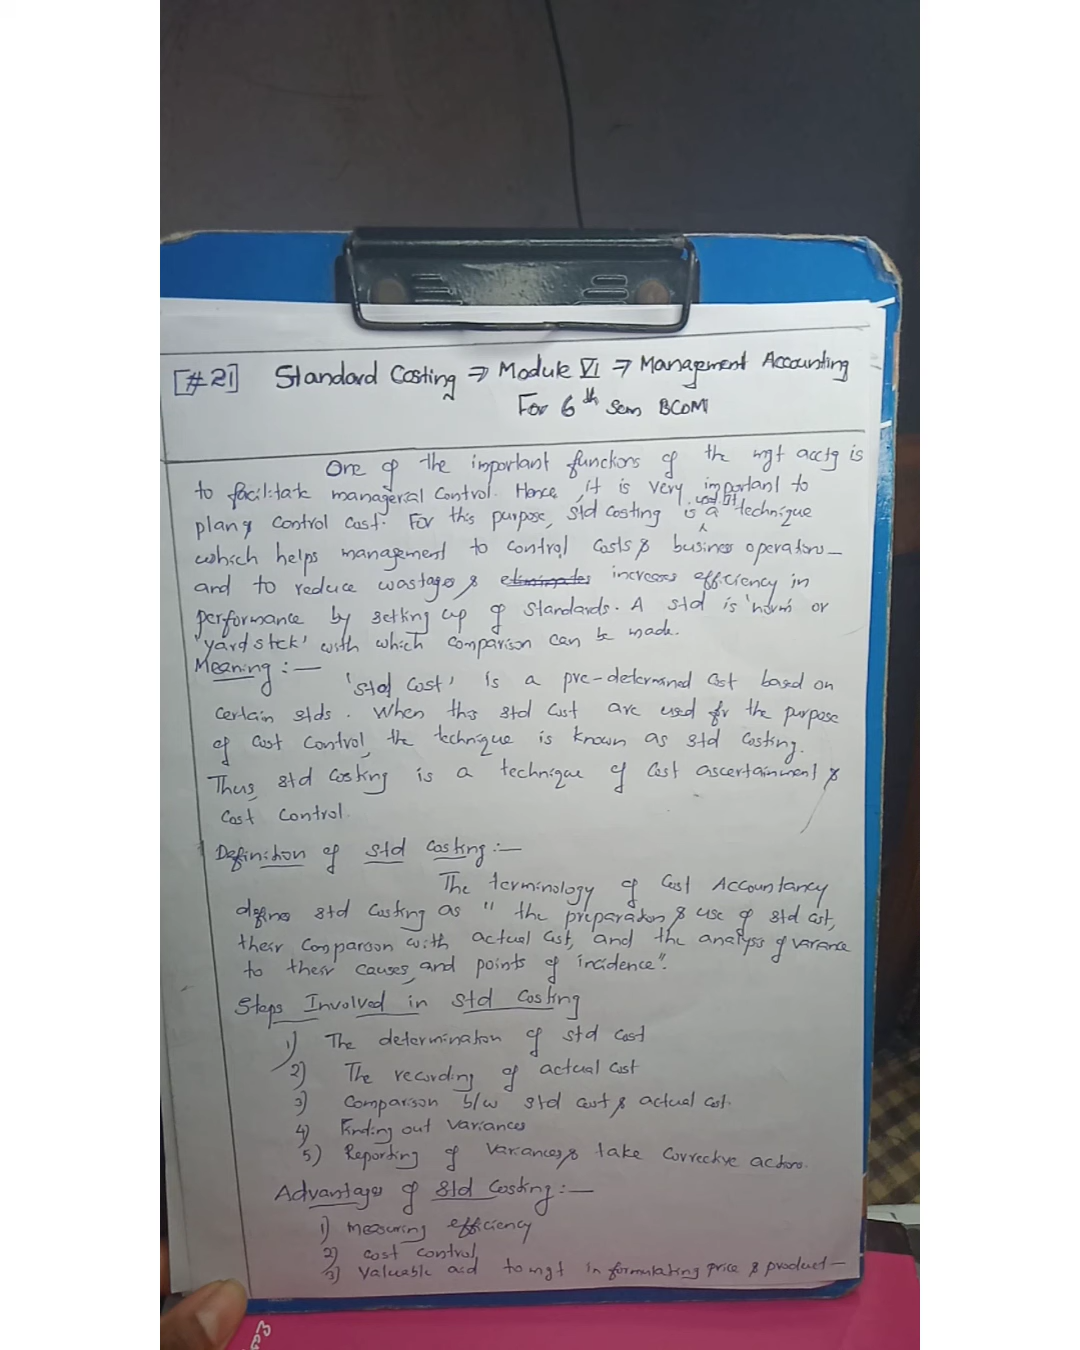 [#21] Standard Costing ⇒ Module VI ⇒ Management Accounting
For 6th Sem BCOM
One of the important functions of the mgt acctg is
to facilitate managerial Control. Hence, it is very important to
plan & control cost. For this purpose, std costing is a technique
which helps management to control costs & business operations
and to reduce wastages & eliminates increases efficiency in
performance by setting up of standards. A std is 'norm' or
'yard stick' with which comparison can be made.
Meaning :—
'std Cost' is a pre-determined Cost based on
certain stds. When this std Cost are used for the purpose
of cost control, the technique is known as std costing.
Thus, std costing is a technique of cost ascertainment &
cost control.
Definition of std costing :—
The terminology of Cost Accountancy
defines std costing as " the preparation & use of std cost,
their comparson with actual cost, and the analysis of variance
to their causes, and points of incidence".
Steps Involved in std costing
1) The determination of std cost
2) The recording of actual cost
3) Comparison b/w std cost & actual cost.
4) Finding out variances
5) Reporting of variances & take corrective actions.
Advantages of std costing :—
1) Measuring efficiency
2) cost control
3) Valuable aid to mgt in formulating price & product—